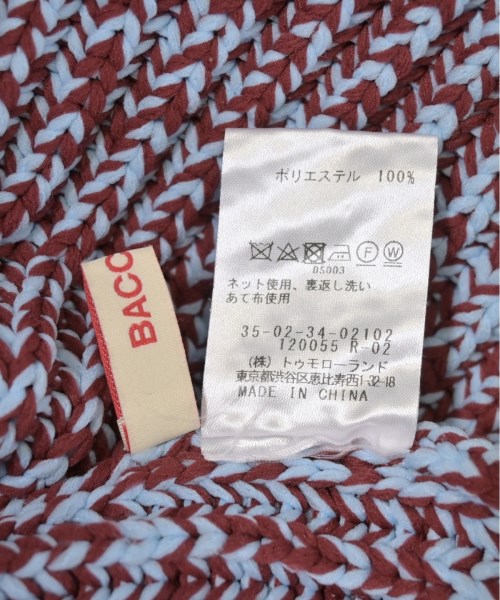 BACC
ポリエステル 100%
F W
DS003
ネット使用、裏返し洗い
あて布使用
35-02-34-02102
120055 R-02
(株) トゥモローランド
東京都渋谷区恵比寿西1-32-18
MADE IN CHINA